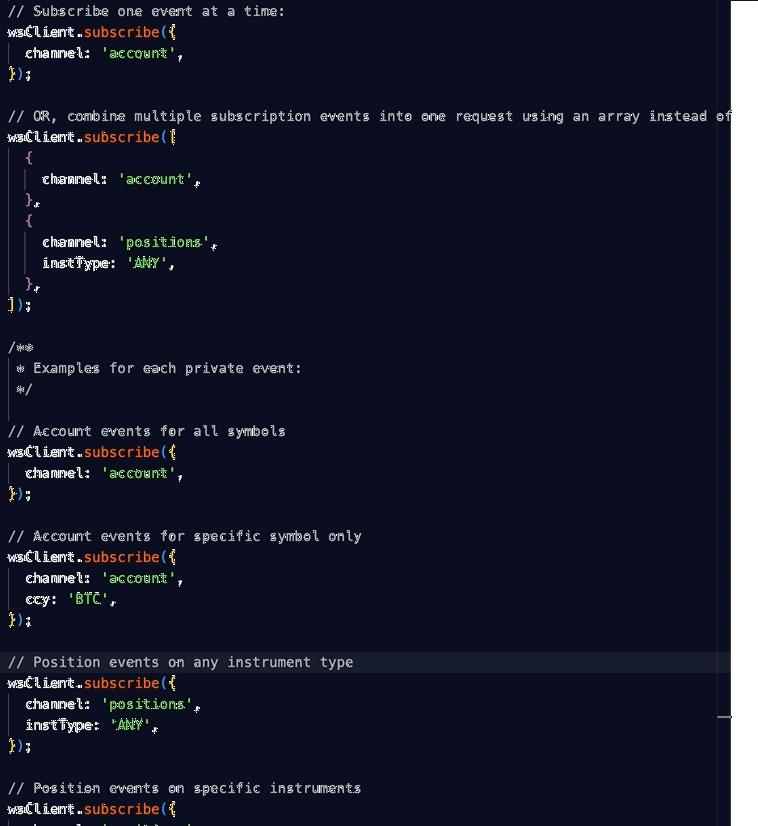 // Subscribe one event at a time:
wsClient.subscribe({
  channel: 'account',
});

// OR, combine multiple subscription events into one request using an array instead of
wsClient.subscribe([
  {
    channel: 'account',
  },
  {
    channel: 'positions',
    instType: 'ANY',
  },
]);

/**
 * Examples for each private event:
 */

// Account events for all symbols
wsClient.subscribe({
  channel: 'account',
});

// Account events for specific symbol only
wsClient.subscribe({
  channel: 'account',
  ccy: 'BTC',
});

// Position events on any instrument type
wsClient.subscribe({
  channel: 'positions',
  instType: 'ANY',
});

// Position events on specific instruments
wsClient.subscribe({